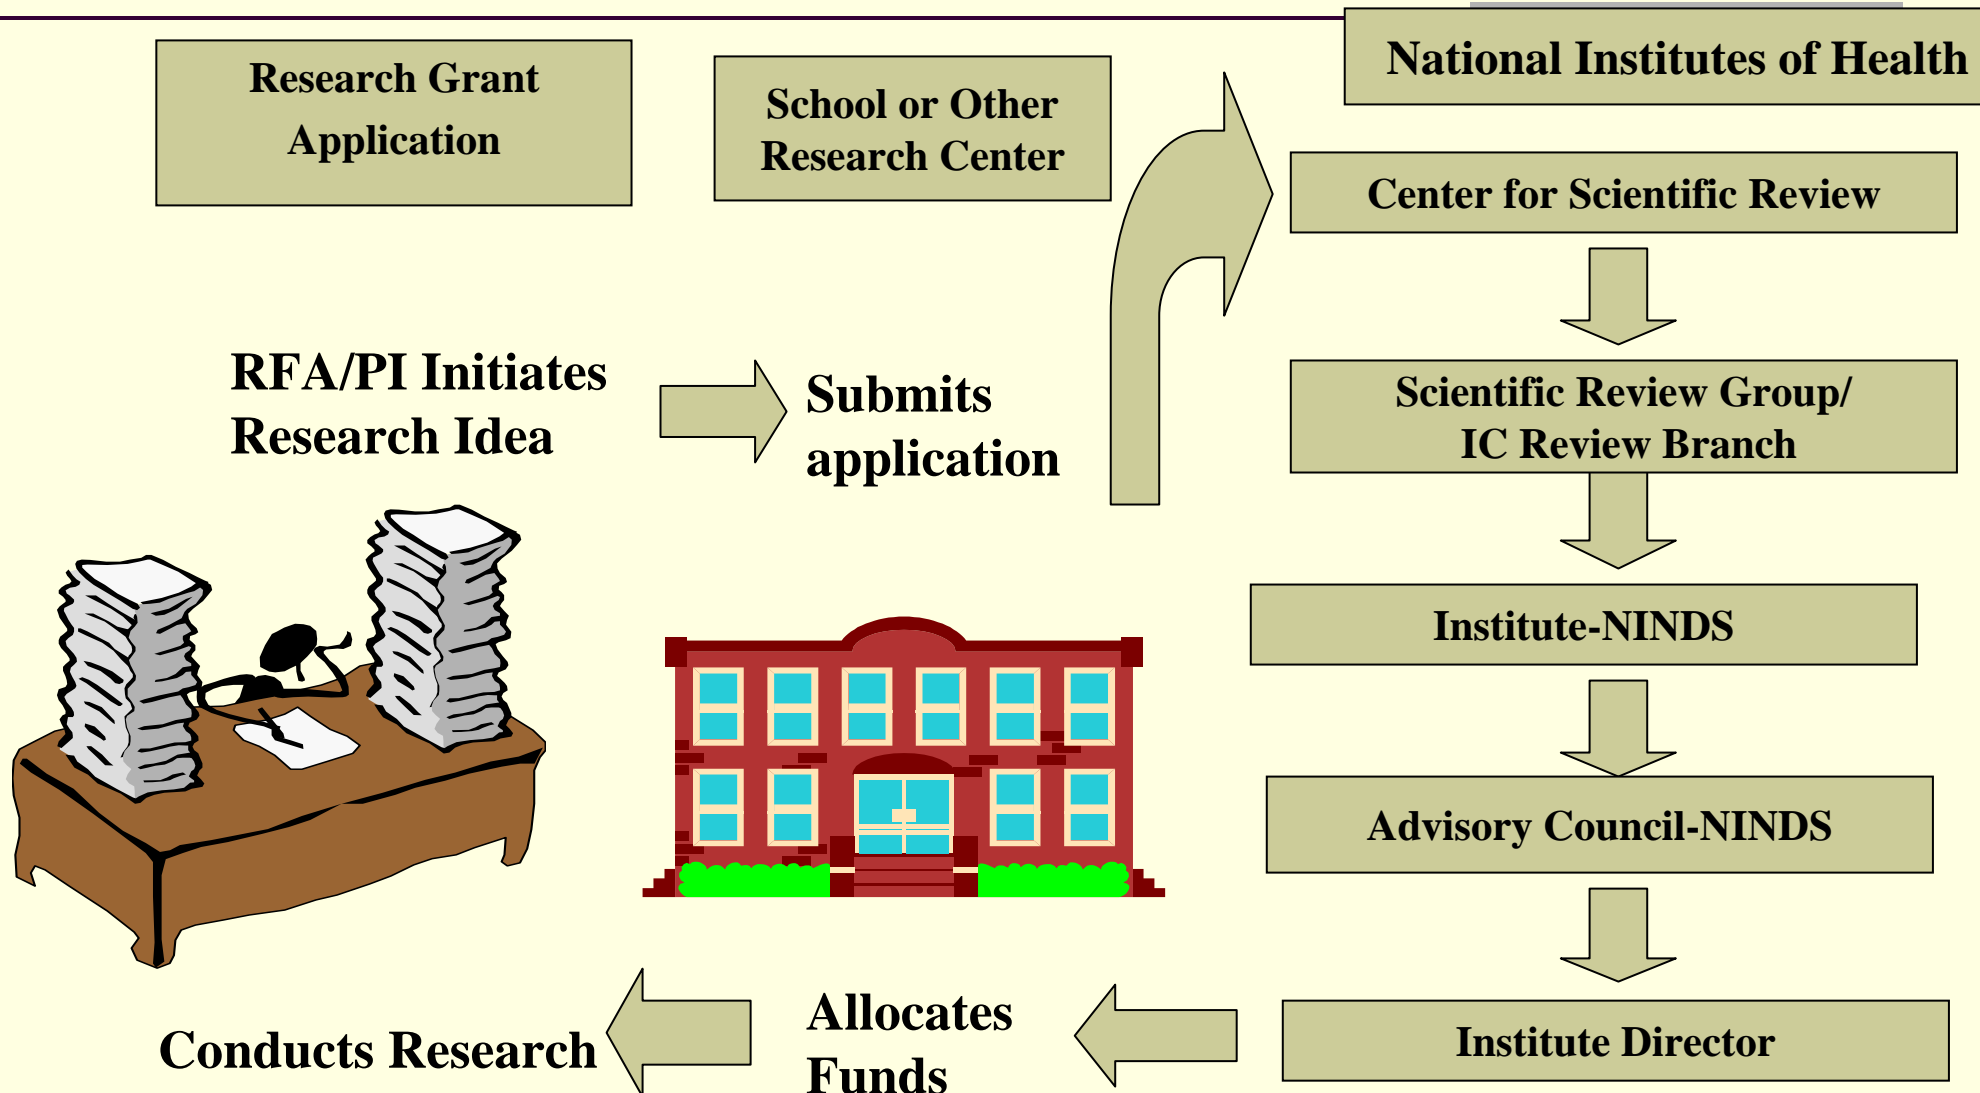 Research Grant
Application
School or Other
Research Center
National Institutes of Health
Center for Scientific Review
RFA/PI Initiates
Research Idea
Submits
application
Scientific Review Group/
IC Review Branch
Institute-NINDS
Advisory Council-NINDS
Institute Director
Allocates
Funds
Conducts Research